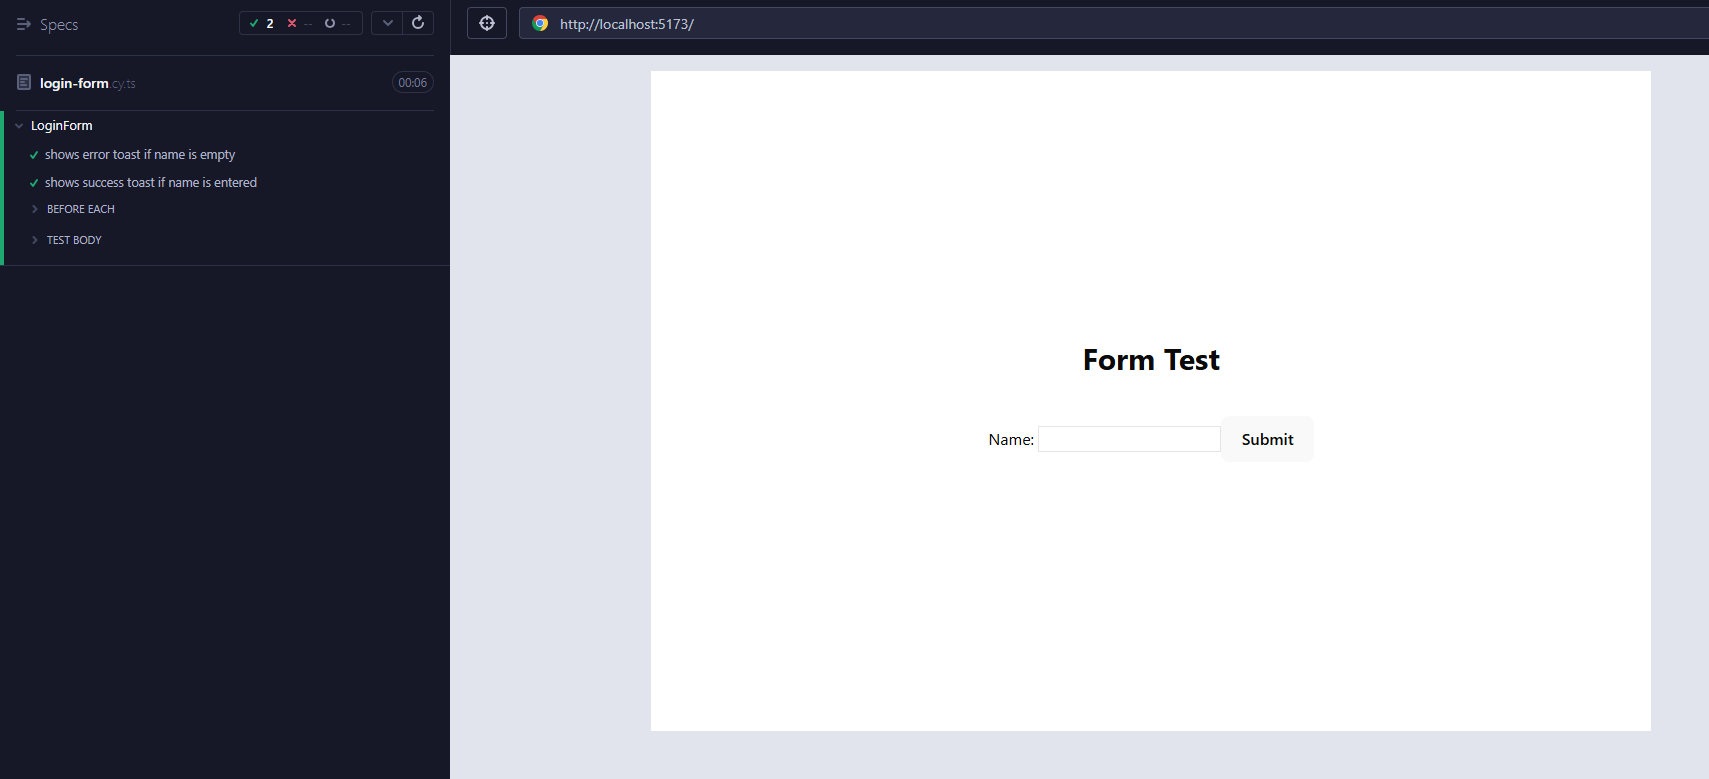 Specs
2 -- --
login-form.cy.ts
00:06
LoginForm
shows error toast if name is empty
shows success toast if name is entered
BEFORE EACH
TEST BODY
http://localhost:5173/
Form Test
Name:
Submit